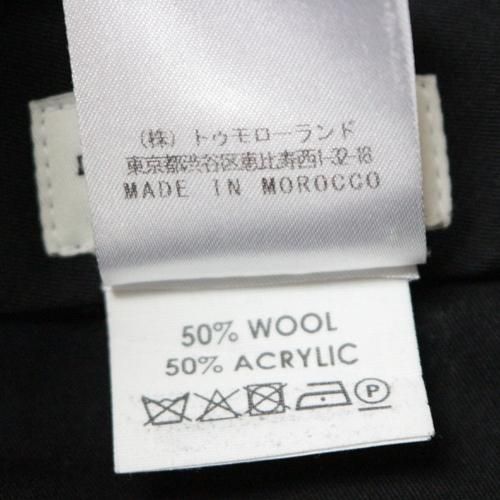 (株)トゥモローランド
東京都渋谷区恵比寿西1-32-18
MADE IN MOROCCO
50% WOOL
50% ACRYLIC
P